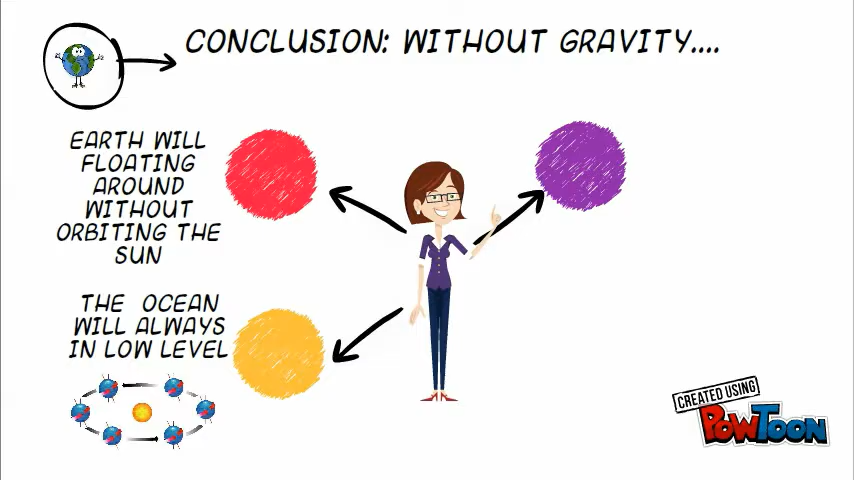 CONCLUSION: WITHOUT GRAVITY....
EARTH WILL
FLOATING
AROUND
WITHOUT
ORBITING THE
SUN
THE OCEAN
WILL ALWAYS
IN LOW LEVEL
CREATED USING
POWTOON